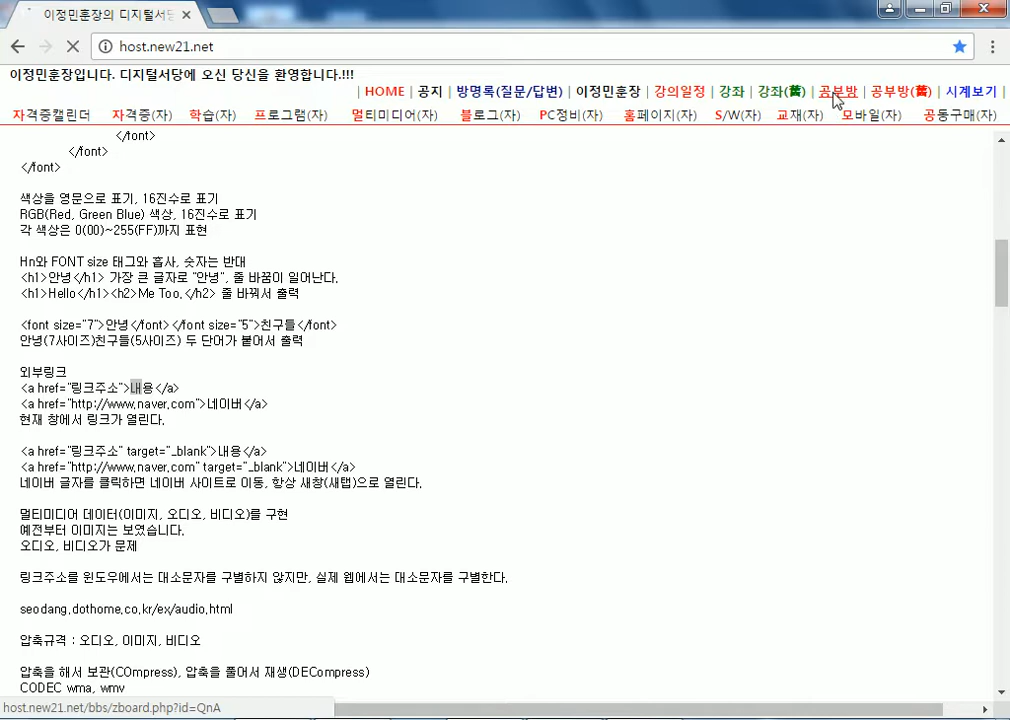 이정민훈장의 디지털서당
host.new21.net
이정민훈장입니다. 디지털서당에 오신 당신을 환영합니다.!!!
| HOME | 공지 | 방명록(질문/답변) | 이정민훈장 | 강의일정 | 강좌 | 강좌(舊) | 공부방 | 공부방(舊) | 시계보기 |
자격증캘린더 자격증(자) 학습(자) 프로그램(자) 멀티미디어(자) 블로그(자) PC정비(자) 홈페이지(자) S/W(자) 교재(자) 모바일(자) 공동구매(자)
</font>
</font>
</font>
색상을 영문으로 표기, 16진수로 표기
RGB(Red, Green Blue) 색상, 16진수로 표기
각 색상은 0(00)~255(FF)까지 표현
Hn와 FONT size 태그와 흡사, 숫자는 반대
<h1>안녕</h1> 가장 큰 글자로 "안녕", 줄 바꿈이 일어난다.
<h1>Hello</h1><h2>Me Too.</h2> 줄 바꿔서 출력
<font size="7">안녕</font></font size="5">친구들</font>
안녕(7사이즈)친구들(5사이즈) 두 단어가 붙어서 출력
외부링크
<a href="링크주소">내용</a>
<a href="http://www.naver.com">네이버</a>
현재 창에서 링크가 열린다.
<a href="링크주소" target="_blank">내용</a>
<a href="http://www.naver.com" target="_blank">네이버</a>
네이버 글자를 클릭하면 네이버 사이트로 이동, 항상 새창(새탭)으로 열린다.
멀티미디어 데이터(이미지, 오디오, 비디오)를 구현
예전부터 이미지는 보였습니다.
오디오, 비디오가 문제
링크주소를 윈도우에서는 대소문자를 구별하지 않지만, 실제 웹에서는 대소문자를 구별한다.
seodang.dothome.co.kr/ex/audio.html
압축규격 : 오디오, 이미지, 비디오
압축을 해서 보관(COmpress), 압축을 풀어서 재생(DECompress)
CODEC wma, wmv
host.new21.net/bbs/zboard.php?id=QnA